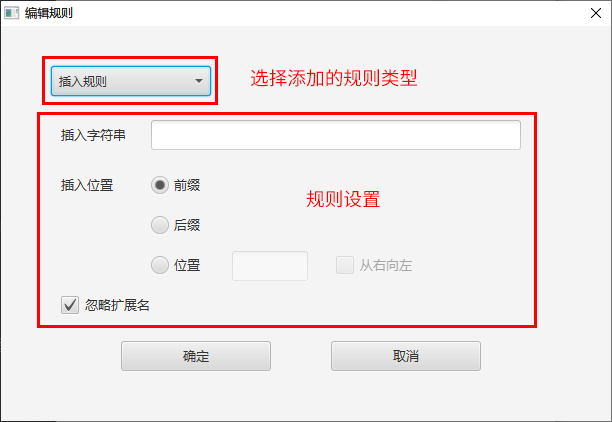 编辑规则
插入规则
选择添加的规则类型
插入字符串
插入位置
前缀
规则设置
后缀
位置
从右向左
忽略扩展名
确定
取消